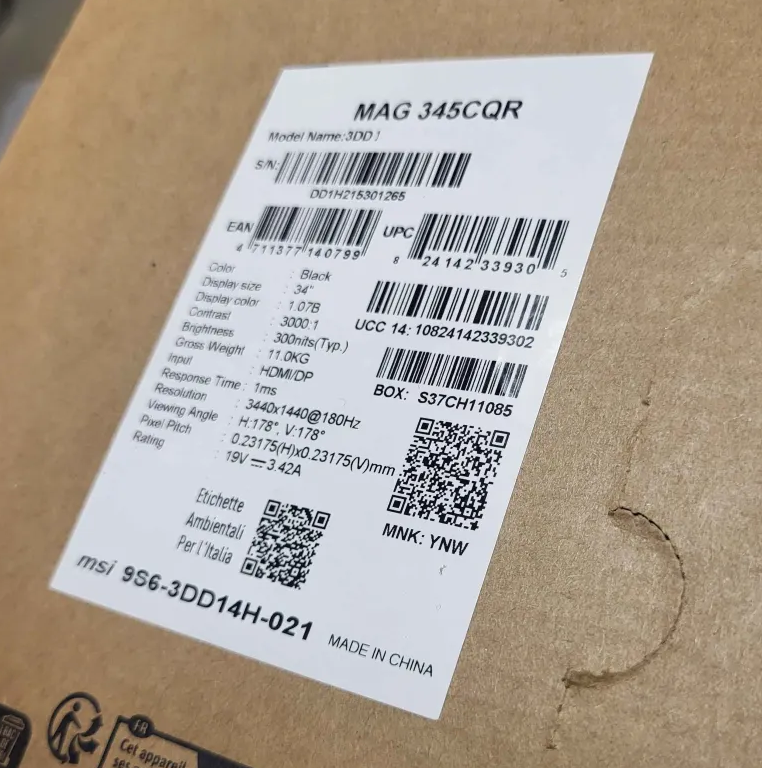 MAG 345CQR
Model Name:3DD1
S/N:
DD1H215301265
EAN
4 711377 140799
UPC
8 24142 33930 5
Color : Black
Display size : 34"
Display color : 1.07B
Contrast : 3000:1
Brightness : 300nits(Typ.)
Gross Weight : 11.0KG
Input : HDMI/DP
Response Time : 1ms
Resolution : 3440x1440@180Hz
Viewing Angle : H:178°, V:178°
Pixel Pitch : 0.23175(H)x0.23175(V)mm
Rating : 19V ⎓ 3.42A
UCC 14: 10824142339302
BOX: S37CH11085
MNK: YNW
Etichette
Ambientali
Per l'Italia
msi 9S6-3DD14H-021
MADE IN CHINA
FR
Cet appareil